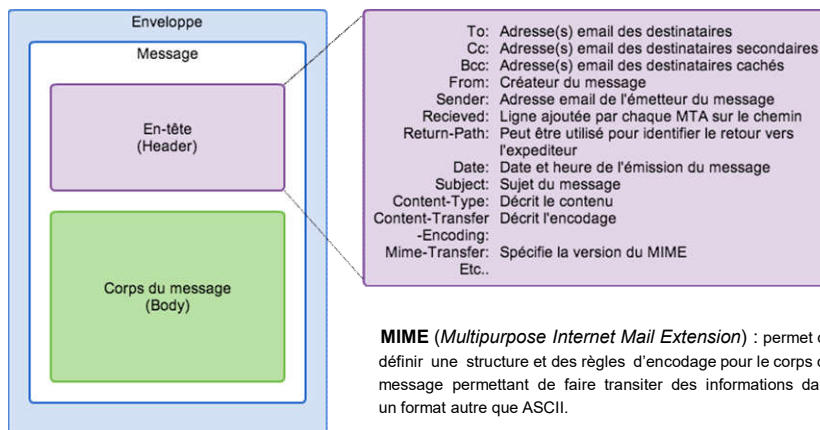 Enveloppe
Message
En-tête
(Header)
Corps du message
(Body)
To: Adresse(s) email des destinataires
Cc: Adresse(s) email des destinataires secondaires
Bcc: Adresse(s) email des destinataires cachés
From: Créateur du message
Sender: Adresse email de l'émetteur du message
Recieved: Ligne ajoutée par chaque MTA sur le chemin
Return-Path: Peut être utilisé pour identifier le retour vers
l'expediteur
Date: Date et heure de l'émission du message
Subject: Sujet du message
Content-Type: Décrit le contenu
Content-Transfer Décrit l'encodage
-Encoding:
Mime-Transfer: Spécifie la version du MIME
Etc..
MIME (Multipurpose Internet Mail Extension) : permet
définir une structure et des règles d'encodage pour le corps
message permettant de faire transiter des informations
un format autre que ASCII.